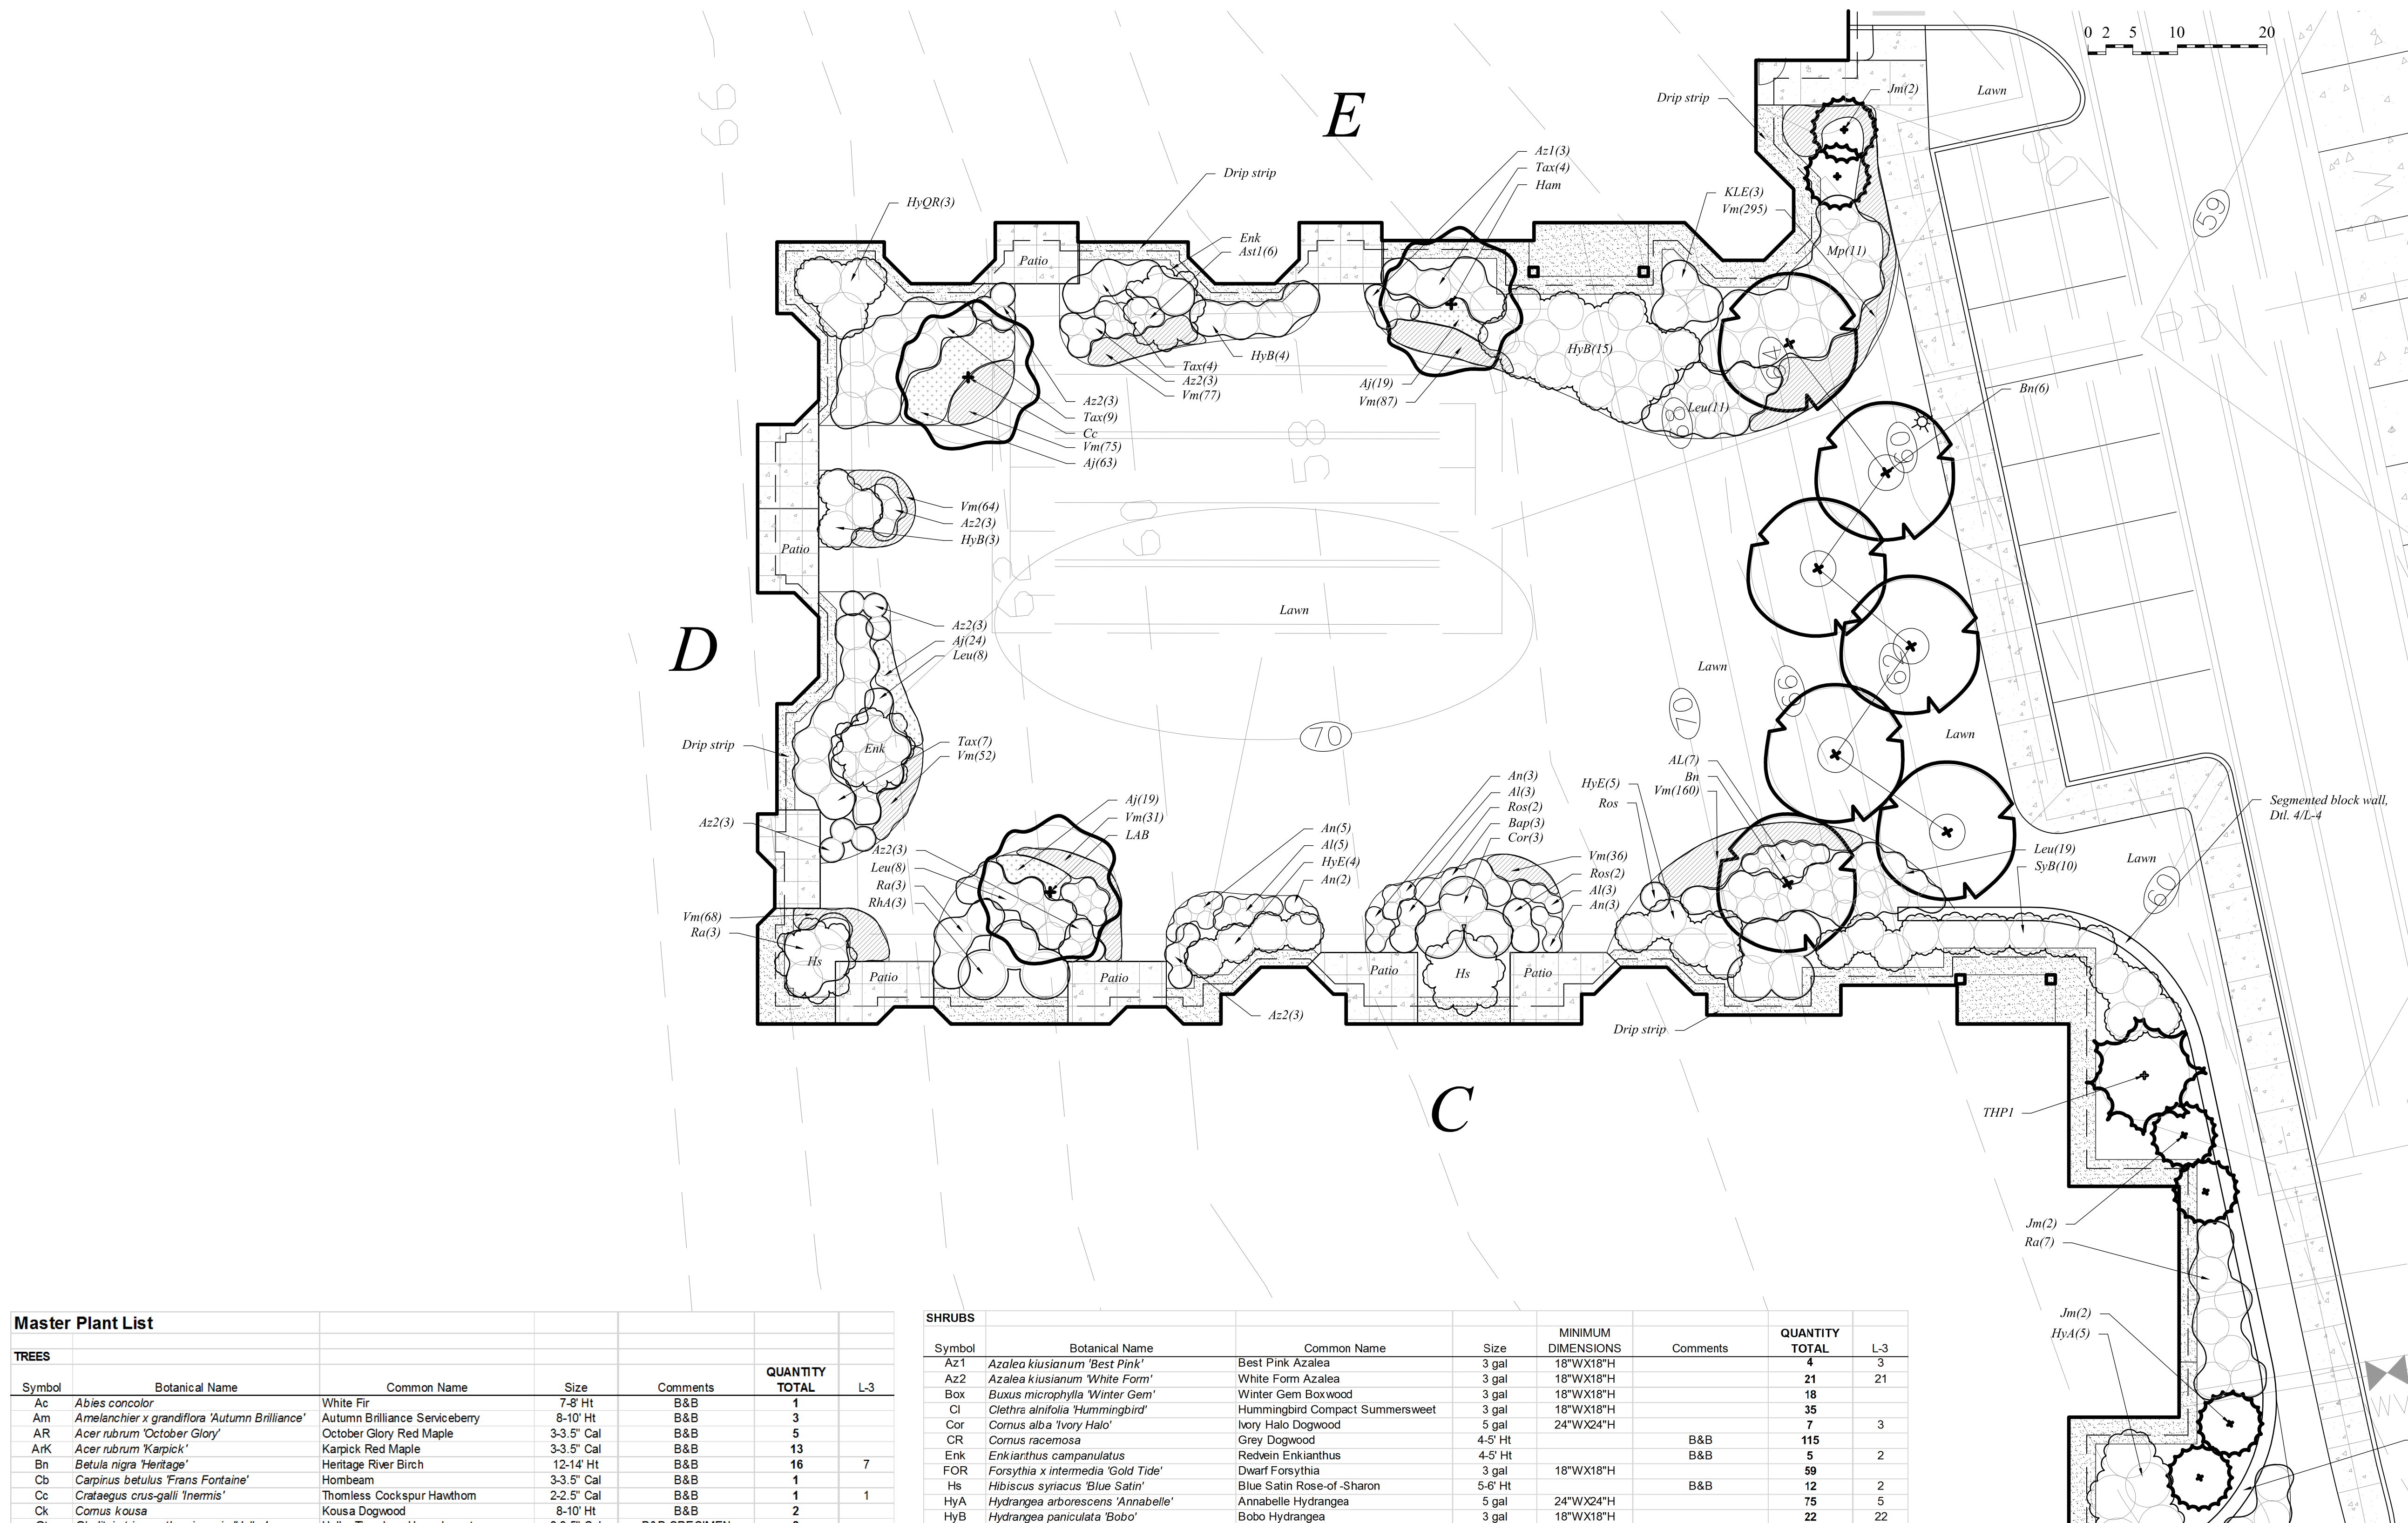 0 2 5 10 20
E
Drip strip
Jm(2)
Lawn
Az1(3)
Tax(4)
Ham
Drip strip
KLE(3)
Vm(295)
HyQR(3)
59
66
Enk
Ast1(6)
Patio
Mp(11)
HyB(15)
HyB(4)
Tax(4)
Az2(3)
Vm(77)
Aj(19)
Vm(87)
64
Bn(6)
Az2(3)
Tax(9)
Cc
Vm(75)
Aj(63)
Leu(11)
68
60
58
Vm(64)
Az2(3)
HyB(3)
Patio
Lawn
Az2(3)
Aj(24)
Leu(8)
D
Lawn
62
66
70
Drip strip
Enk
Tax(7)
Vm(52)
70
Lawn
AL(7)
Bn
Vm(160)
HyE(5)
Ros
An(3)
Al(3)
Ros(2)
Bap(3)
Cor(3)
Segmented block wall,
Dtl. 4/L-4
Aj(19)
Vm(31)
LAB
Az2(3)
An(5)
Al(5)
HyE(4)
An(2)
Az2(3)
Leu(8)
Ra(3)
RhA(3)
Vm(36)
Ros(2)
Al(3)
An(3)
Leu(19)
SyB(10)
Lawn
60
Vm(68)
Ra(3)
Hs
Patio
Patio
Patio
Hs
Patio
Az2(3)
Drip strip
C
THP1
Jm(2)
Ra(7)
Jm(2)
HyA(5)
Master Plant List
TREES
Symbol Botanical Name Common Name Size Comments QUANTITY TOTAL L-3
Ac Abies concolor White Fir 7-8' Ht B&B 1
Am Amelanchier x grandiflora 'Autumn Brilliance' Autumn Brilliance Serviceberry 8-10' Ht B&B 3
AR Acer rubrum 'October Glory' October Glory Red Maple 3-3.5" Cal B&B 5
ArK Acer rubrum 'Karpick' Karpick Red Maple 3-3.5" Cal B&B 13
Bn Betula nigra 'Heritage' Heritage River Birch 12-14' Ht B&B 16 7
Cb Carpinus betulus 'Frans Fontaine' Hornbeam 3-3.5" Cal B&B 1
Cc Crataegus crus-galli 'Inermis' Thornless Cockspur Hawthorn 2-2.5" Cal B&B 1 1
Ck Cornus kousa Kousa Dogwood 8-10' Ht B&B 2
SHRUBS
Symbol Botanical Name Common Name Size MINIMUM DIMENSIONS Comments QUANTITY TOTAL L-3
Az1 Azalea kiusianum 'Best Pink' Best Pink Azalea 3 gal 18"WX18"H 4 3
Az2 Azalea kiusianum 'White Form' White Form Azalea 3 gal 18"WX18"H 21 21
Box Buxus microphylla 'Winter Gem' Winter Gem Boxwood 3 gal 18"WX18"H 18
Cl Clethra alnifolia 'Hummingbird' Hummingbird Compact Summersweet 3 gal 18"WX18"H 35
Cor Cornus alba 'Ivory Halo' Ivory Halo Dogwood 5 gal 24"WX24"H 7 3
CR Cornus racemosa Grey Dogwood 4-5' Ht B&B 115
Enk Enkianthus campanulatus Redvein Enkianthus 4-5' Ht B&B 5 2
FOR Forsythia x intermedia 'Gold Tide' Dwarf Forsythia 3 gal 18"WX18"H 59
Hs Hibiscus syriacus 'Blue Satin' Blue Satin Rose-of -Sharon 5-6' Ht B&B 12 2
HyA Hydrangea arborescens 'Annabelle' Annabelle Hydrangea 5 gal 24"WX24"H 75 5
HyB Hydrangea paniculata 'Bobo' Bobo Hydrangea 3 gal 18"WX18"H 22 22